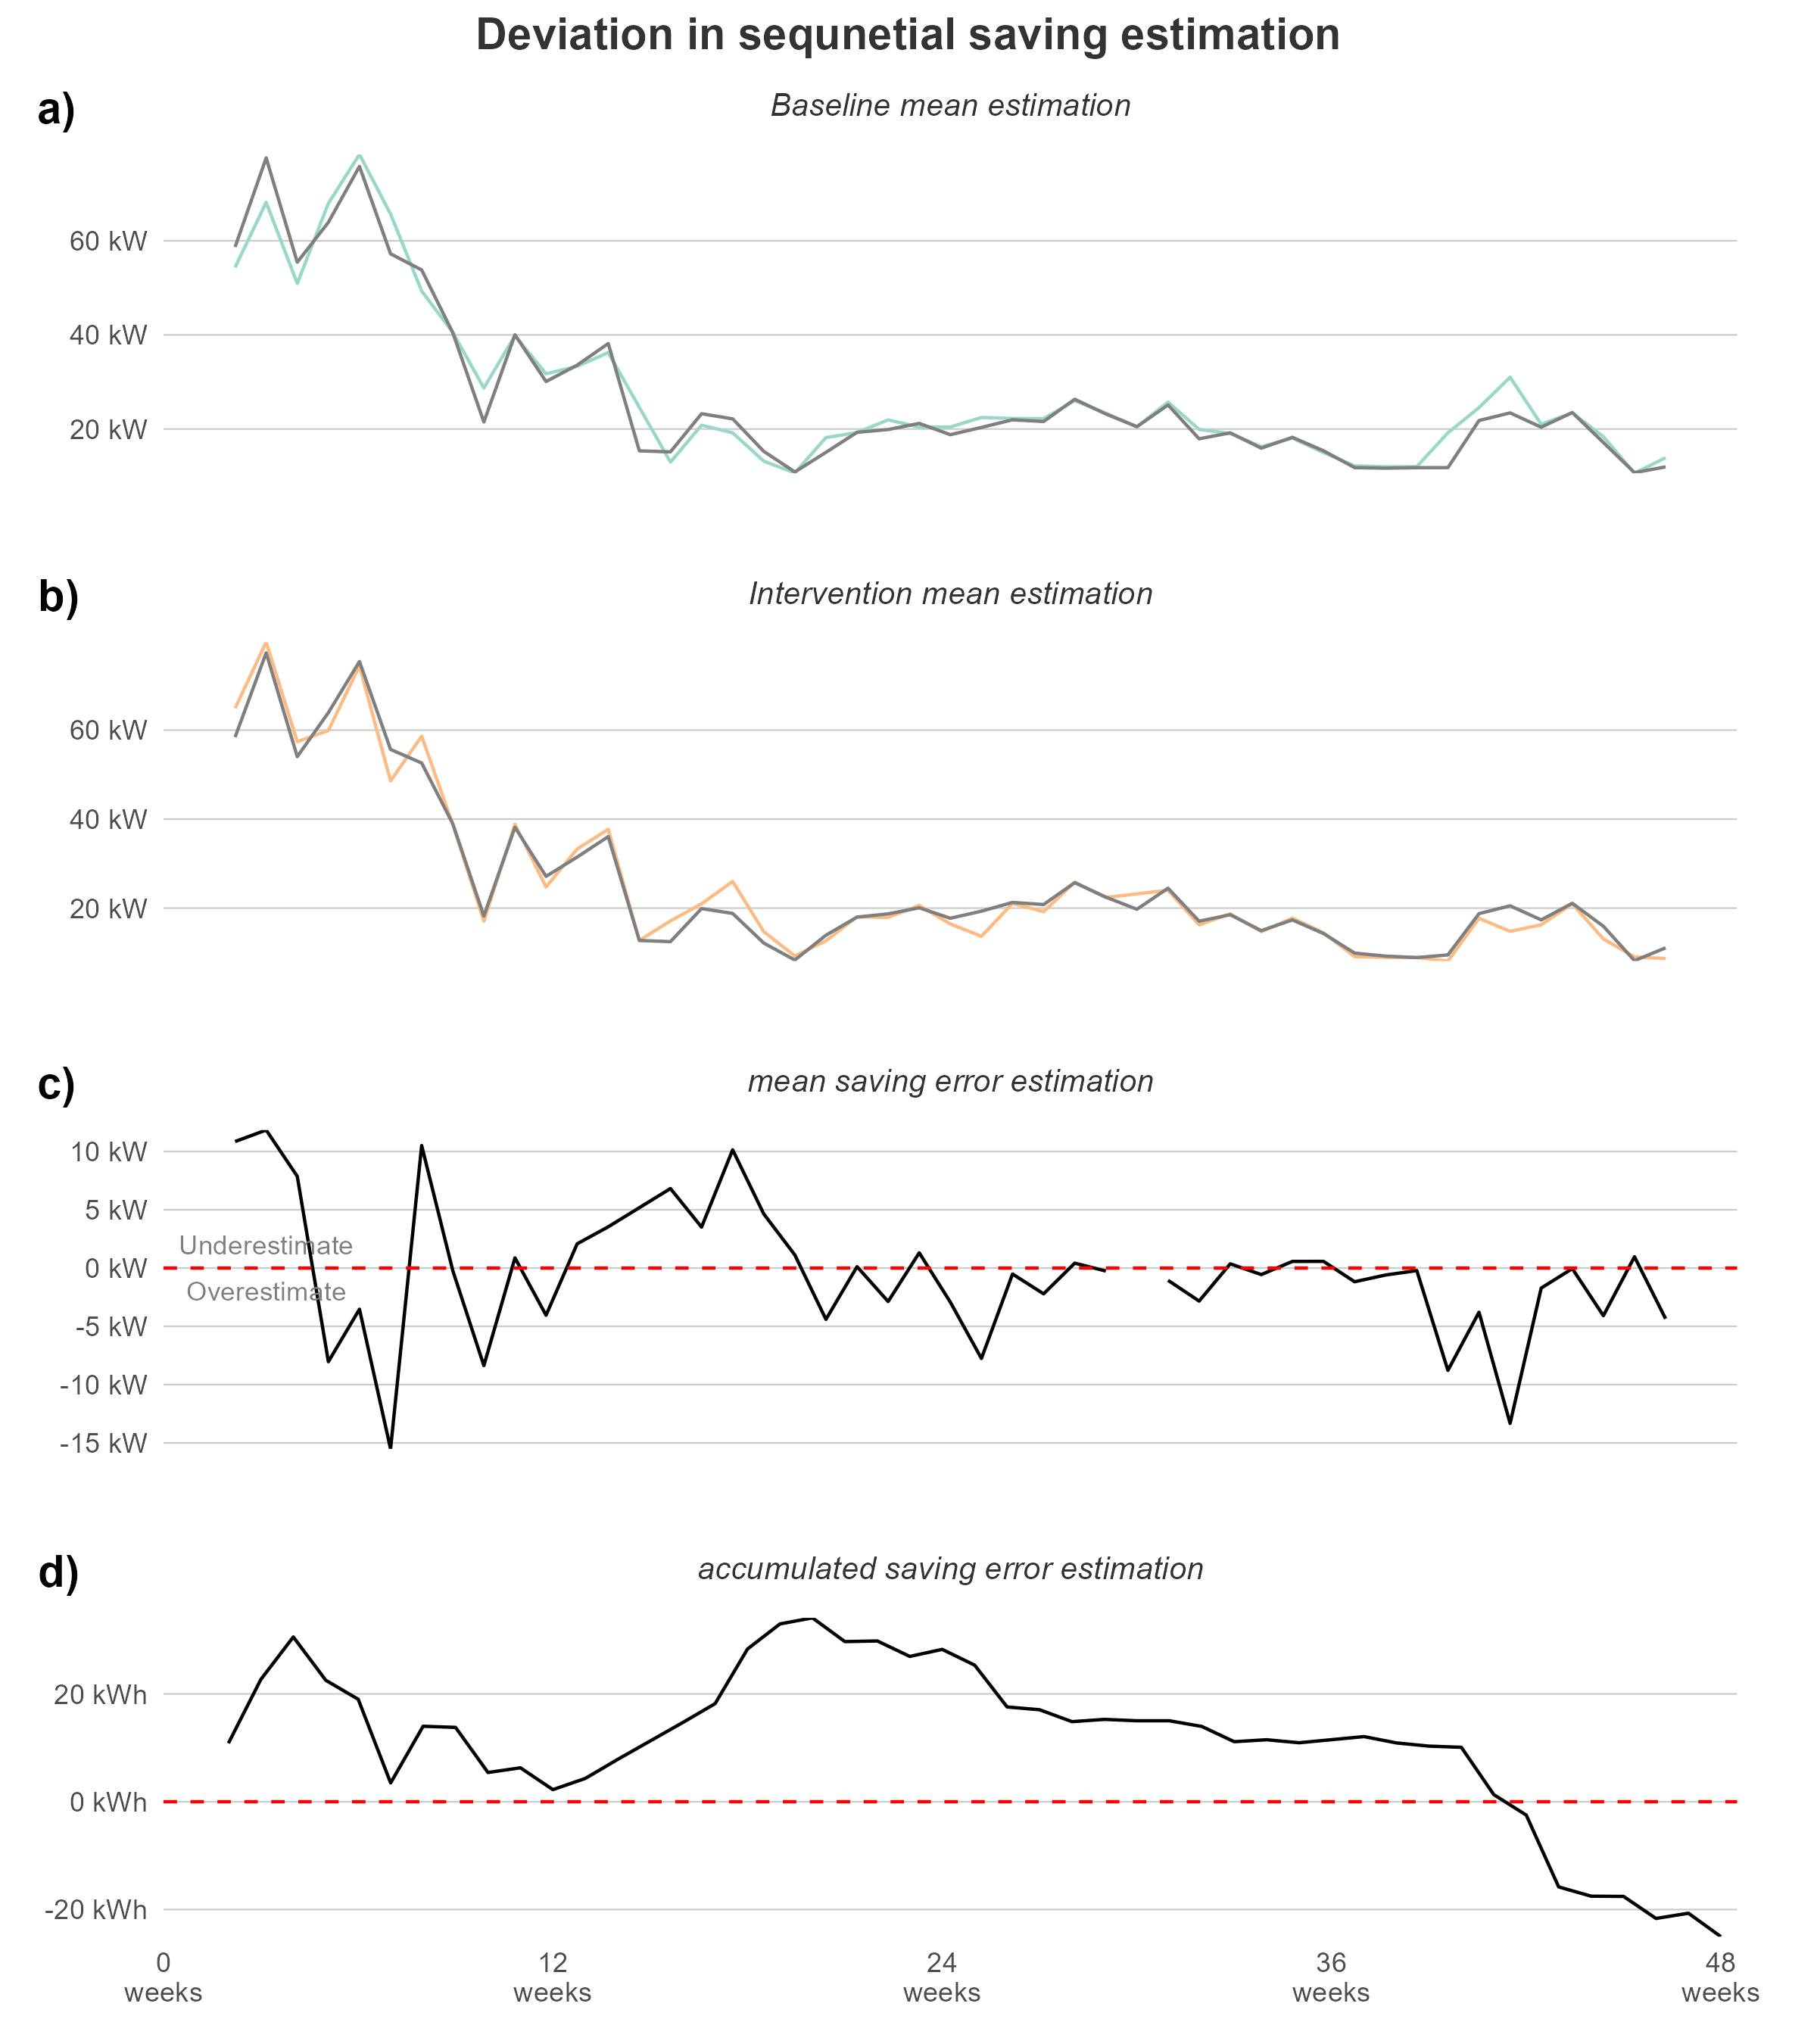 Deviation in sequnetial saving estimation
a)
Baseline mean estimation
60 kW
40 kW
20 kW
b)
Intervention mean estimation
60 kW
40 kW
20 kW
c)
mean saving error estimation
10 kW
5 kW
Underestimate
0 kW
Overestimate
-5 kW
-10 kW
-15 kW
d)
accumulated saving error estimation
20 kWh
0 kWh
-20 kWh
0 12 24 36 48
weeks weeks weeks weeks weeks